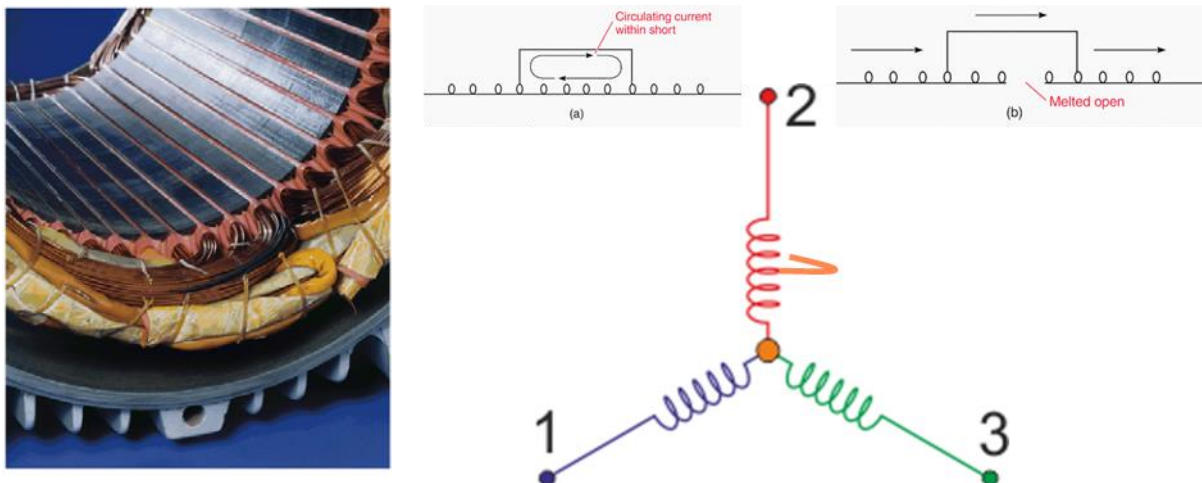 Circulating current
within short
(a)
Melted open
(b)
2
1
3